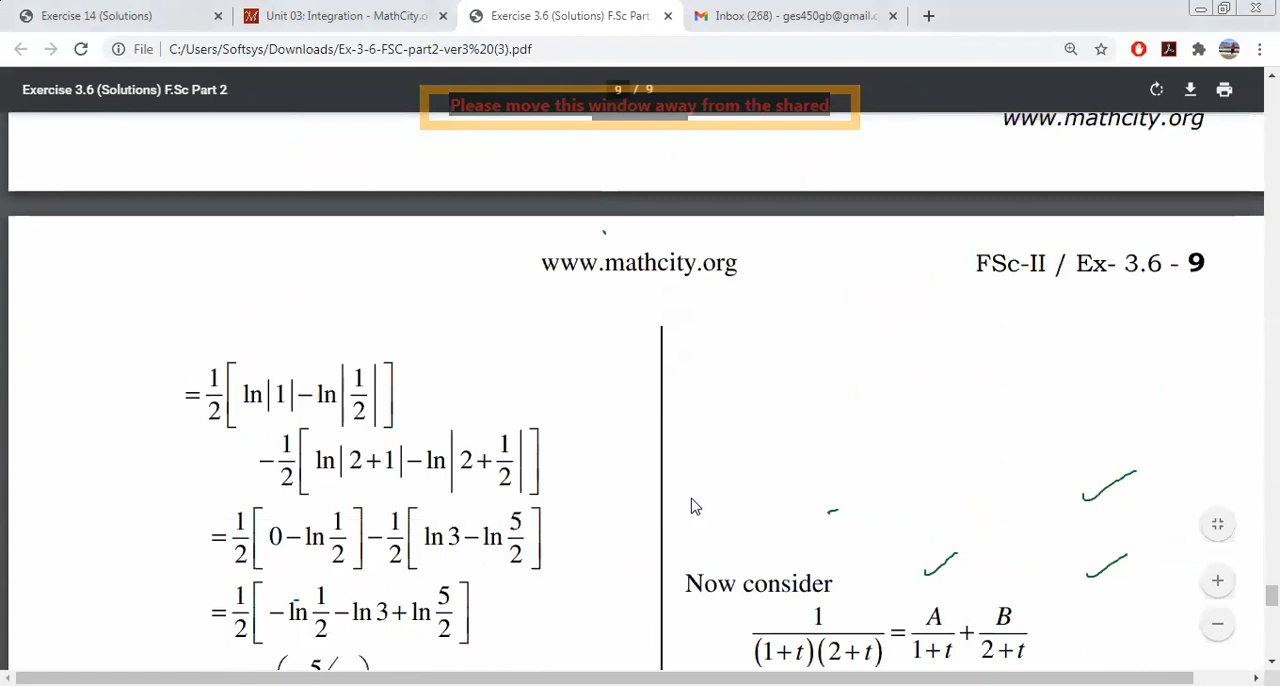 Exercise 14 (Solutions)
Unit 03: Integration - MathCity.o
Exercise 3.6 (Solutions) F.Sc Part
Inbox (268) - ges450gb@gmail.c
File C:/Users/Softsys/Downloads/Ex-3-6-FSC-part2-ver3%20(3).pdf
Exercise 3.6 (Solutions) F.Sc Part 2
9 / 9
Please move this window away from the shared
www.mathcity.org
www.mathcity.org
FSc-II / Ex- 3.6 - 9
= 1/2 [ ln|1| − ln|1/2| ]
− 1/2 [ ln|2+1| − ln|2+1/2| ]
= 1/2 [ 0 − ln 1/2 ] − 1/2 [ ln 3 − ln 5/2 ]
= 1/2 [ − ln 1/2 − ln 3 + ln 5/2 ]
( 5/ )
Now consider
1/((1+t)(2+t)) = A/(1+t) + B/(2+t)